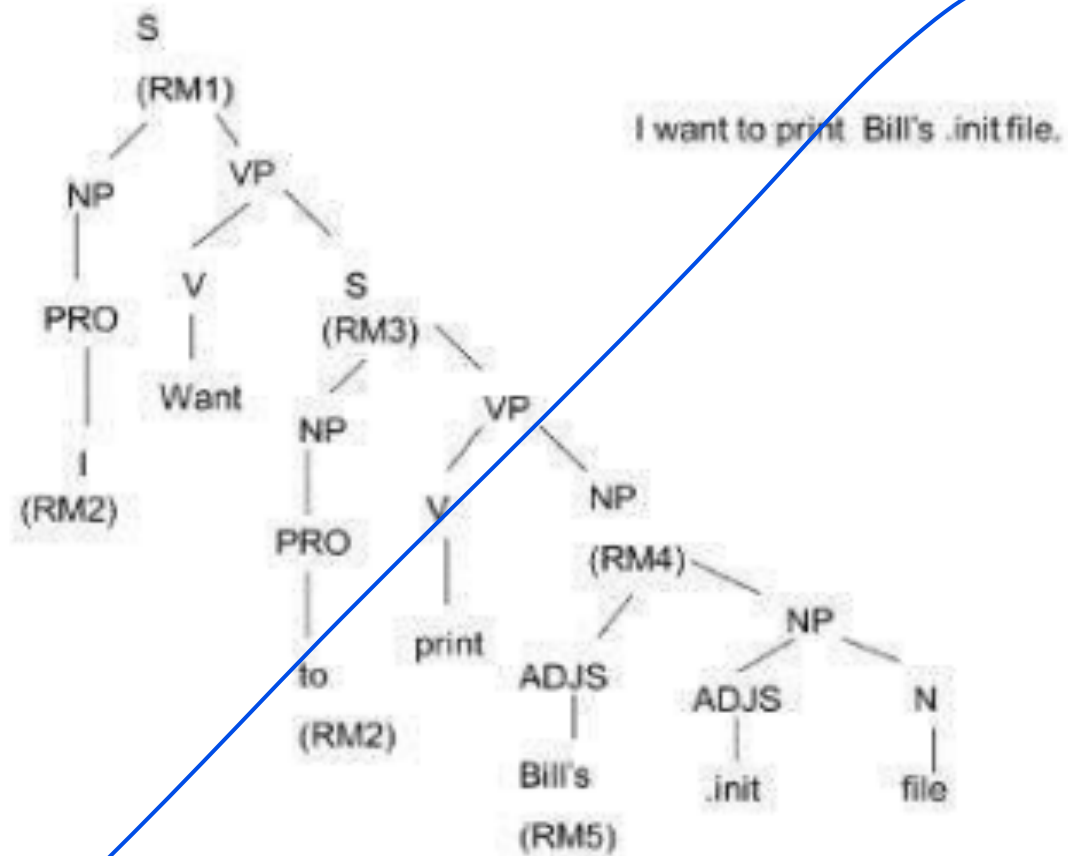 S
(RM1)
I want to print Bill's .init file.
NP
VP
V
S
PRO
(RM3)
Want
VP
NP
I
(RM2)
V
NP
PRO
(RM4)
NP
print
to
ADJS
ADJS
N
(RM2)
Bill's
.init
file
(RM5)